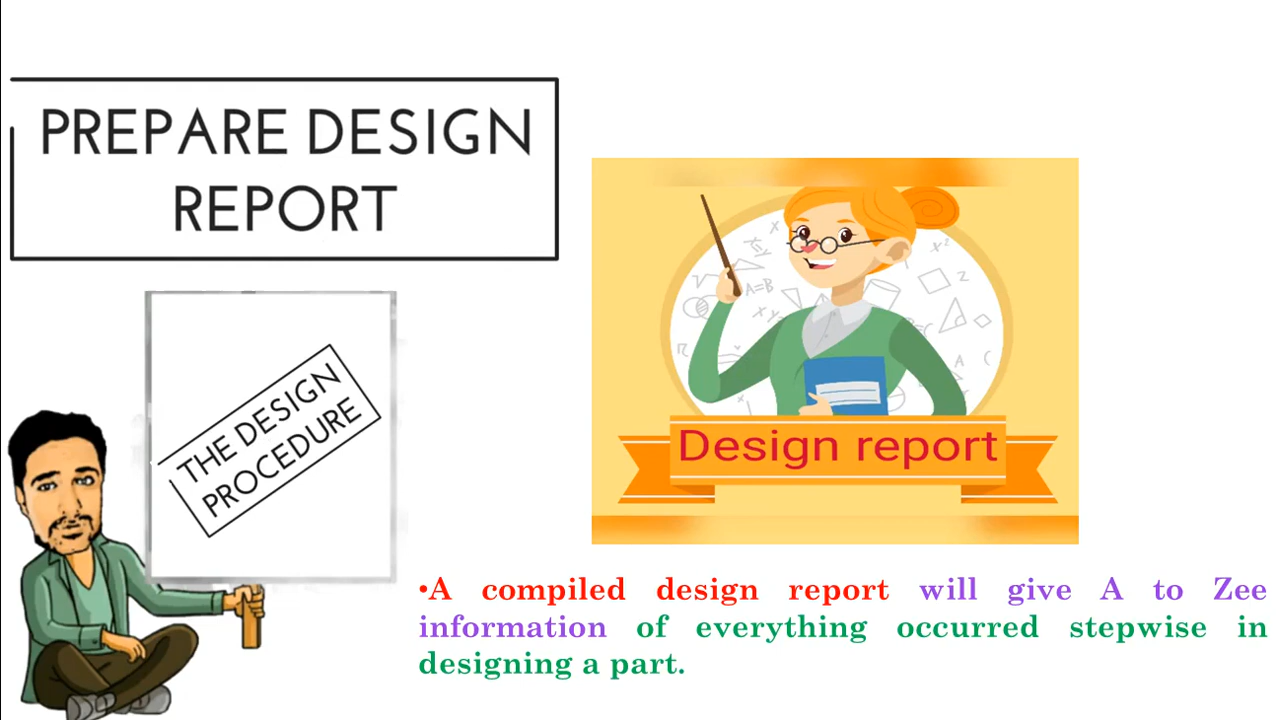 PREPARE DESIGN
REPORT
THE DESIGN
PROCEDURE
A=B
Design report
•A compiled design report will give A to Zee
information of everything occurred stepwise in
designing a part.